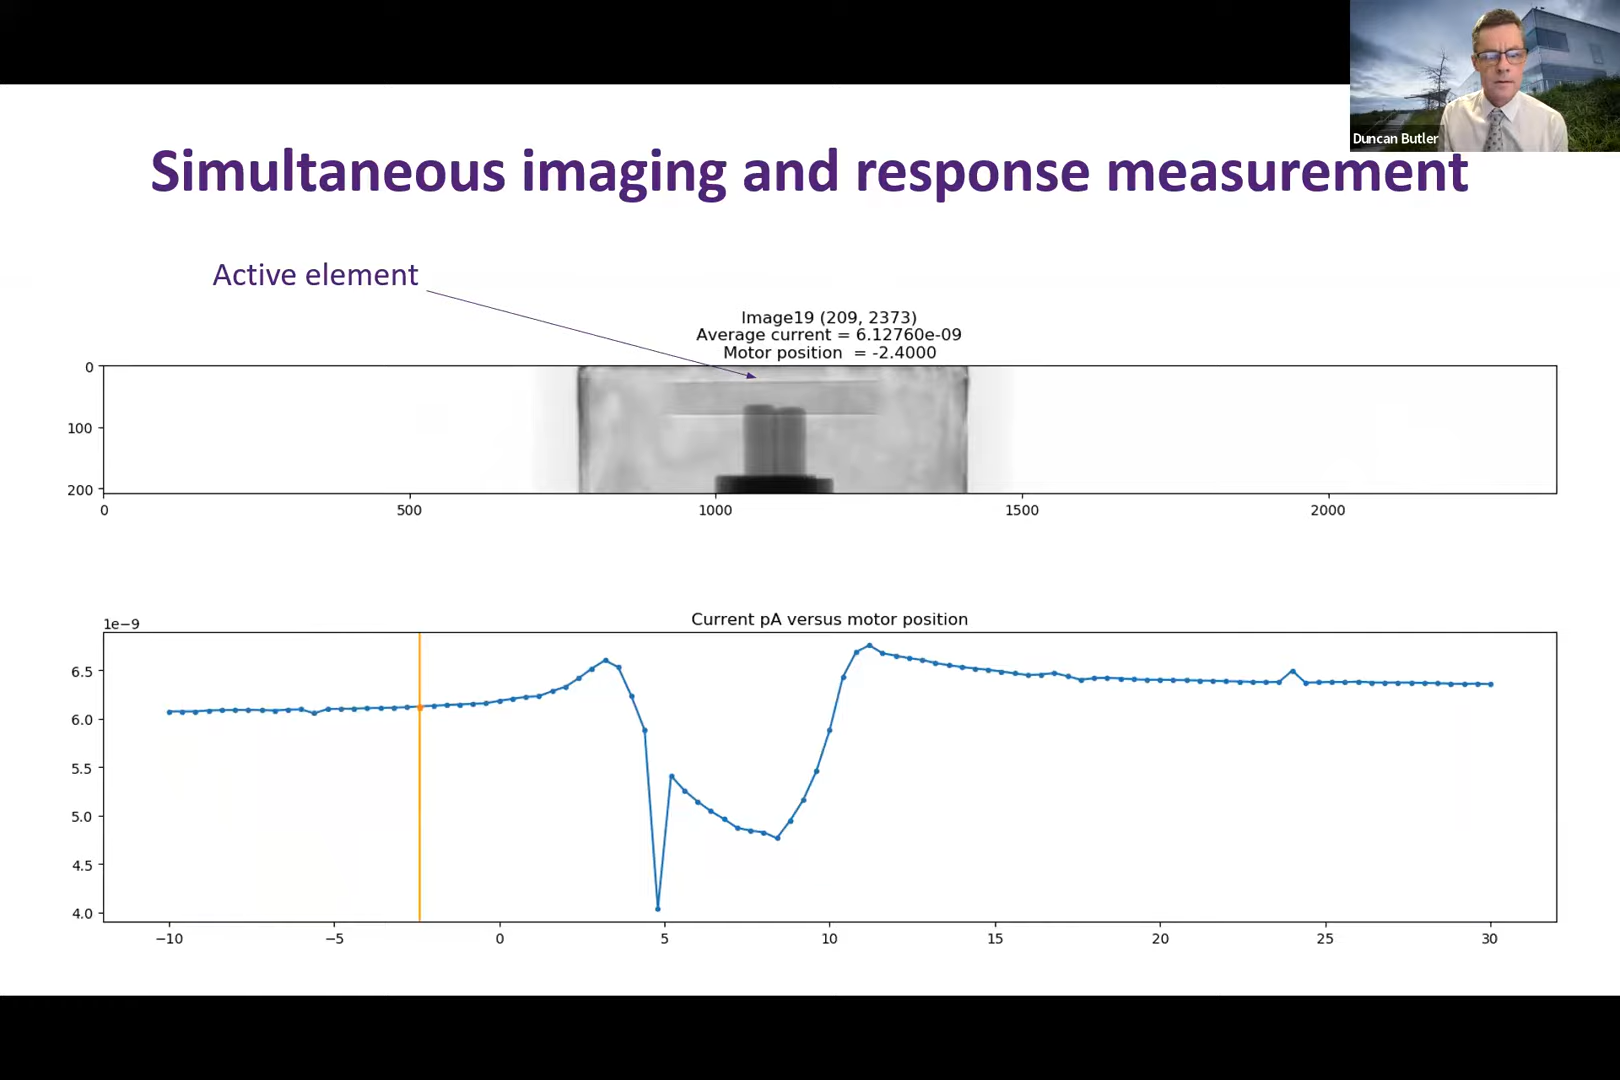 Duncan Butler
Simultaneous imaging and response measurement
Active element
Image19 (209, 2373)
Average current = 6.12760e-09
Motor position = -2.4000
0
100
200
0 500 1000 1500 2000
Current pA versus motor position
1e−9
6.5
6.0
5.5
5.0
4.5
4.0
−10 −5 0 5 10 15 20 25 30